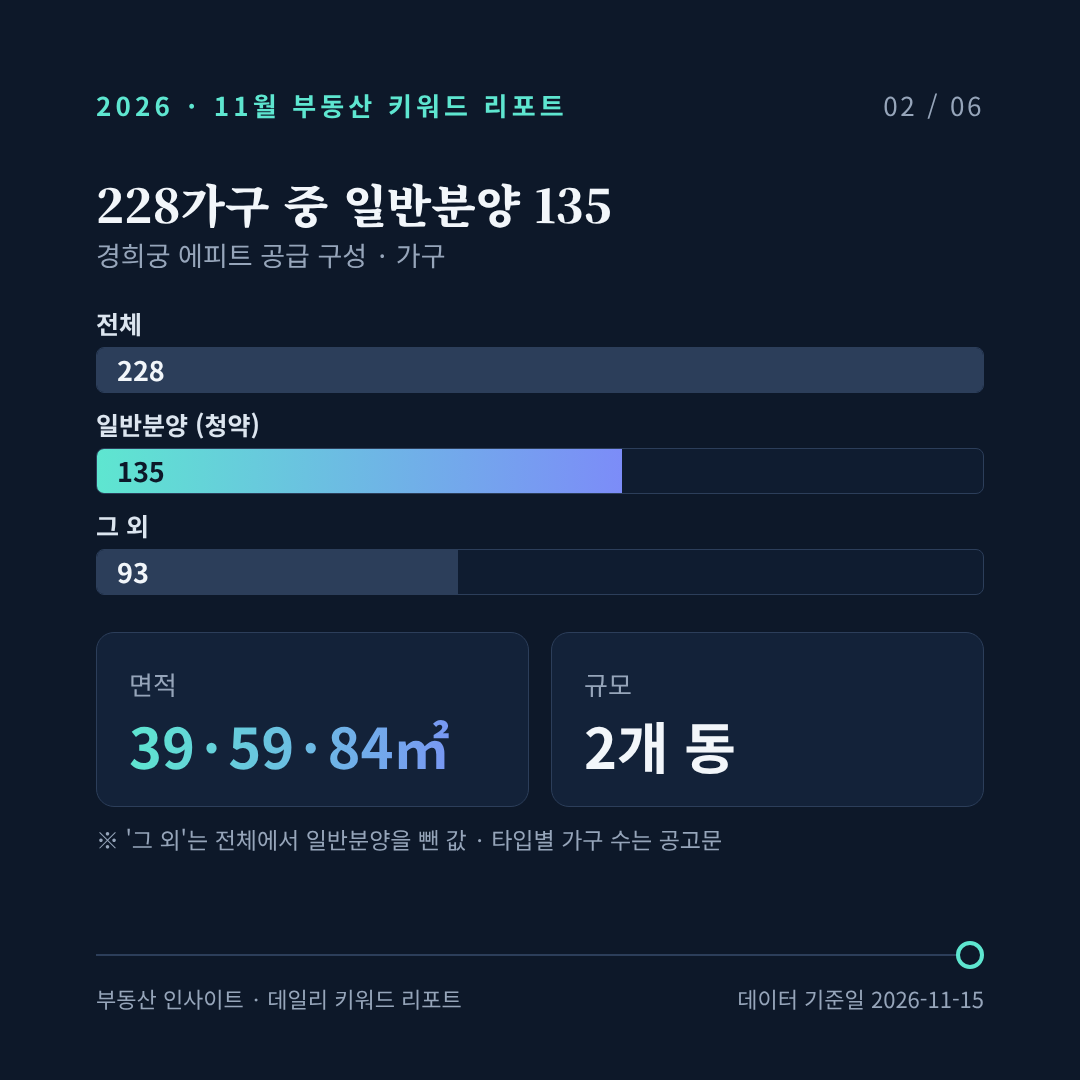 2026 · 11월 부동산 키워드 리포트
02 / 06
228가구 중 일반분양 135
경희궁 에피트 공급 구성 · 가구
전체
228
일반분양 (청약)
135
그 외
93
면적
39·59·84㎡
규모
2개 동
※ '그 외'는 전체에서 일반분양을 뺀 값 · 타입별 가구 수는 공고문
부동산 인사이트 · 데일리 키워드 리포트
데이터 기준일 2026-11-15